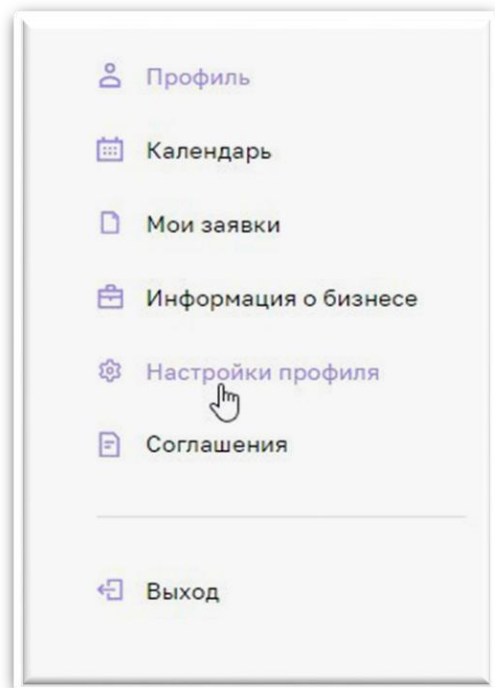 Профиль
Календарь
Мои заявки
Информация о бизнесе
Настройки профиля
Соглашения
Выход